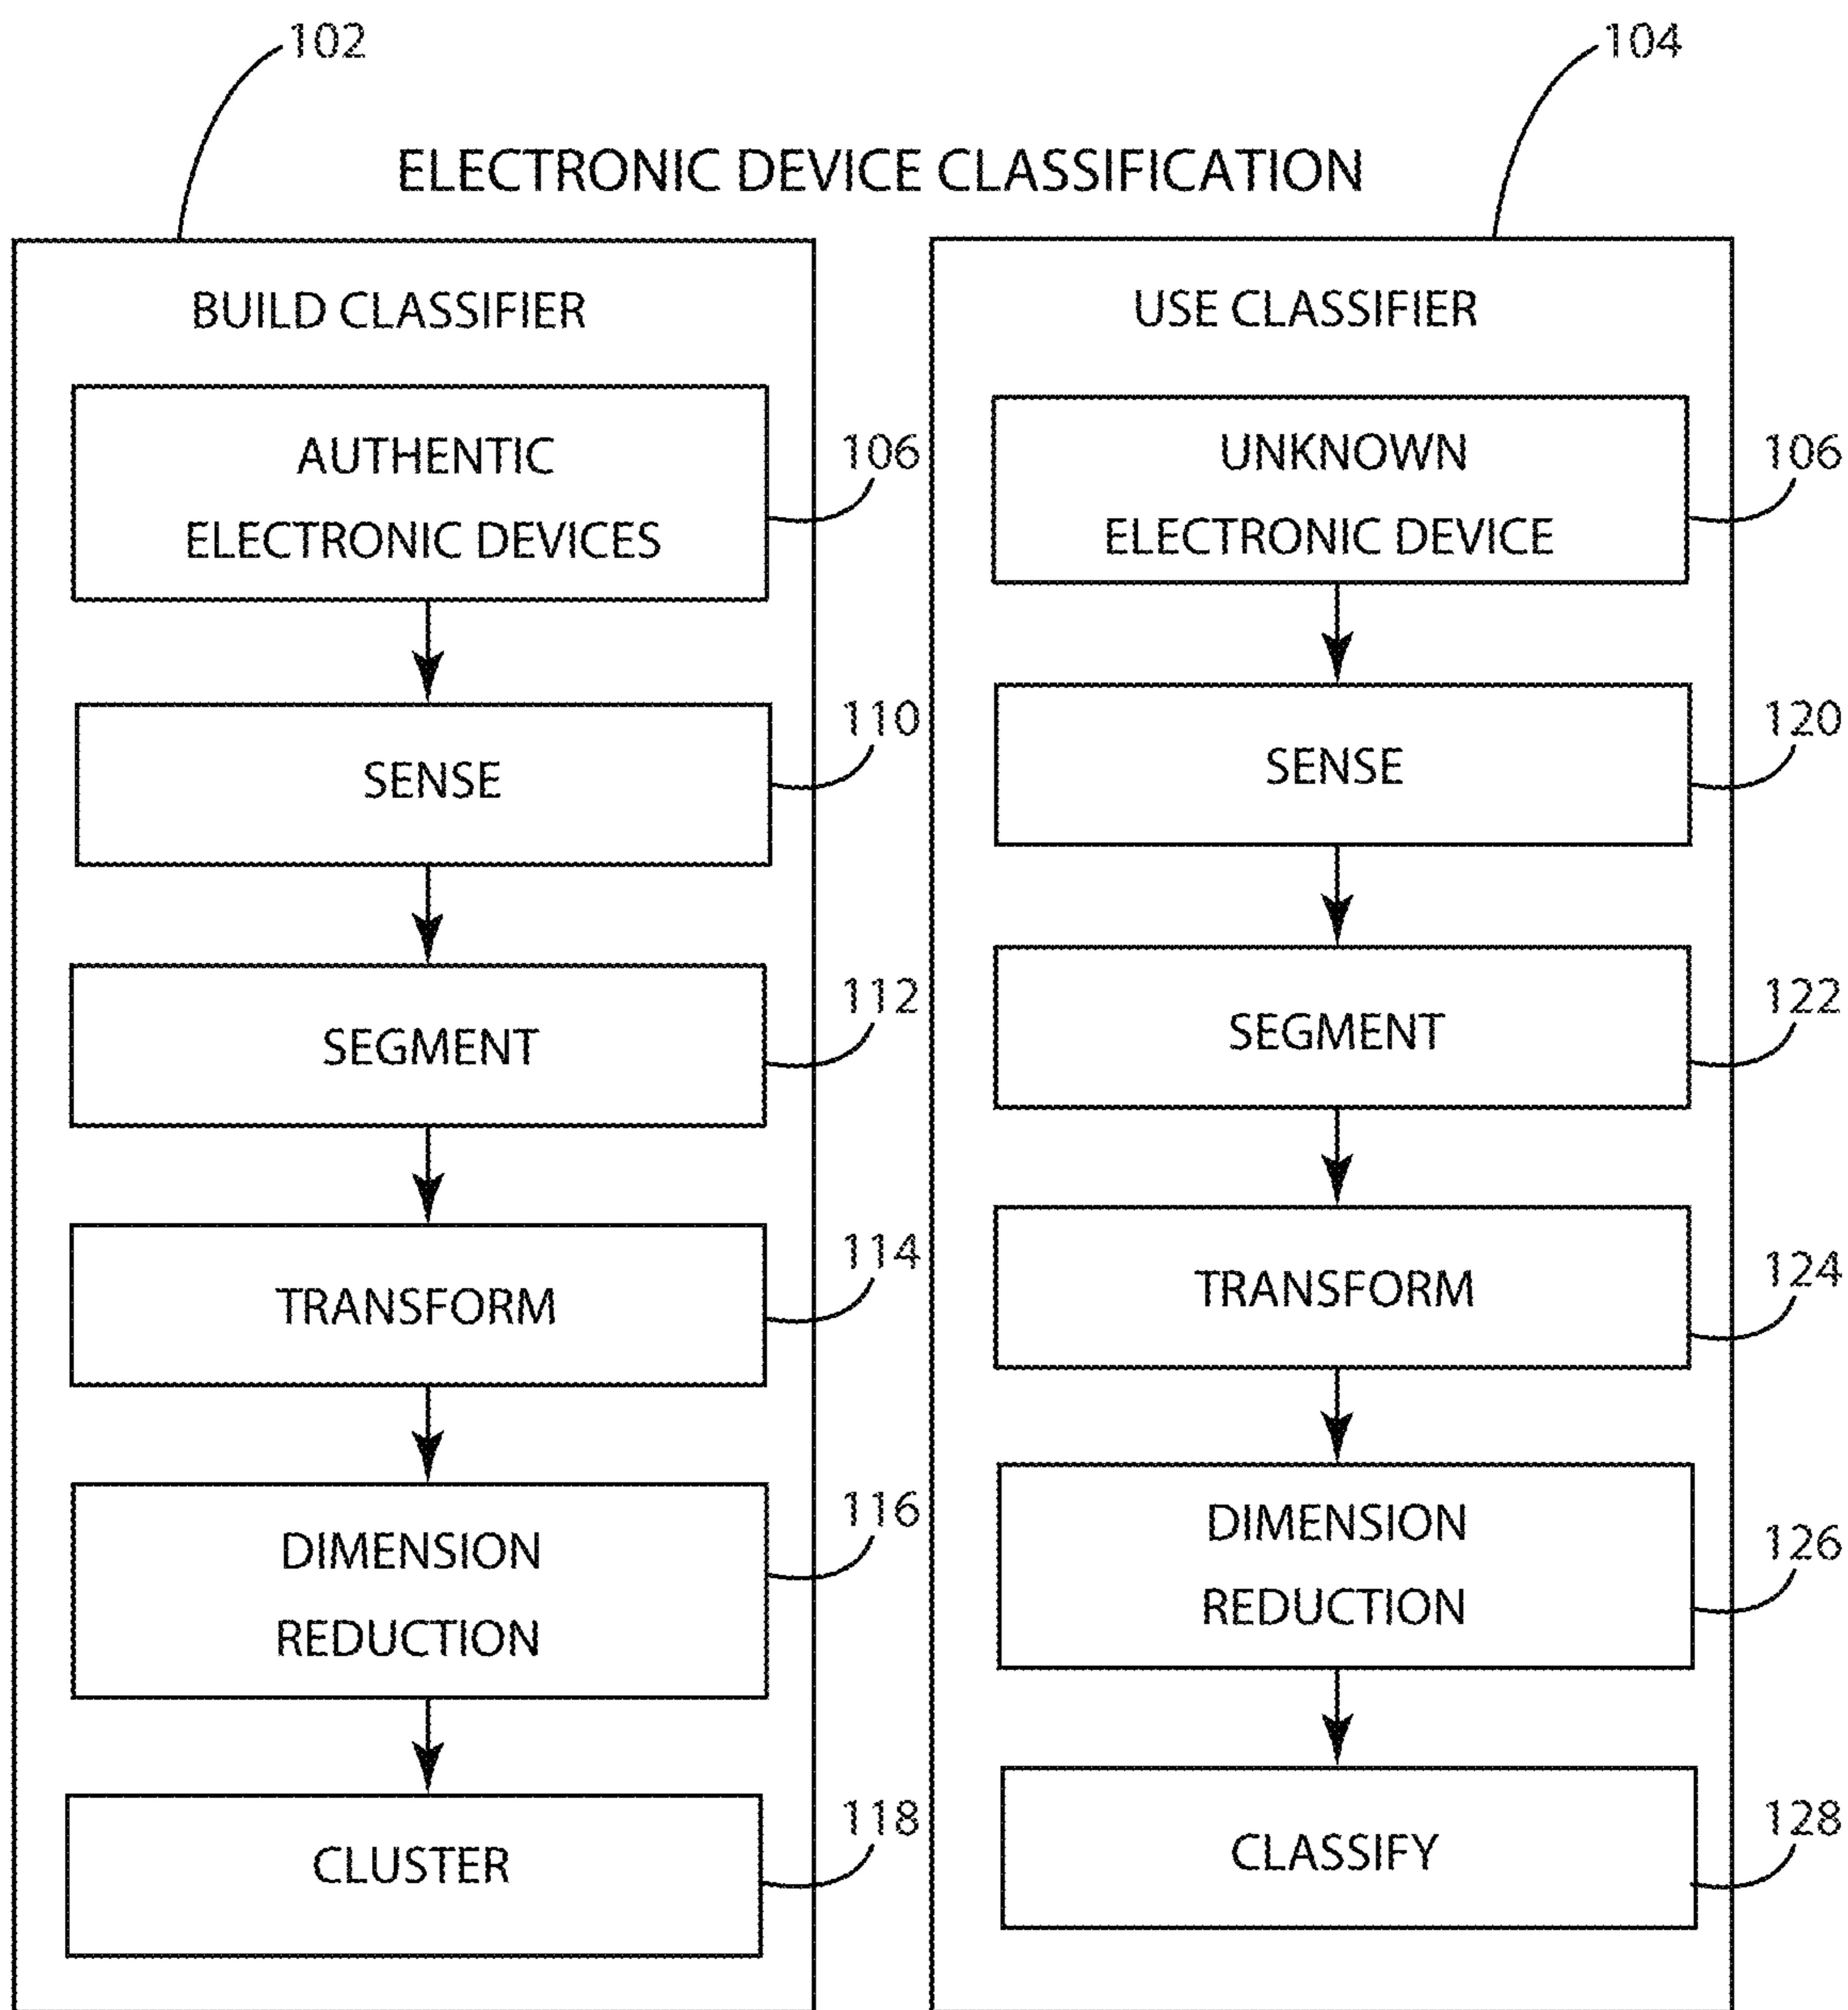 102
104
ELECTRONIC DEVICE CLASSIFICATION
BUILD CLASSIFIER
AUTHENTIC
ELECTRONIC DEVICES
106
SENSE
110
SEGMENT
112
TRANSFORM
114
DIMENSION
REDUCTION
116
CLUSTER
118
USE CLASSIFIER
UNKNOWN
ELECTRONIC DEVICE
106
SENSE
120
SEGMENT
122
TRANSFORM
124
DIMENSION
REDUCTION
126
CLASSIFY
128